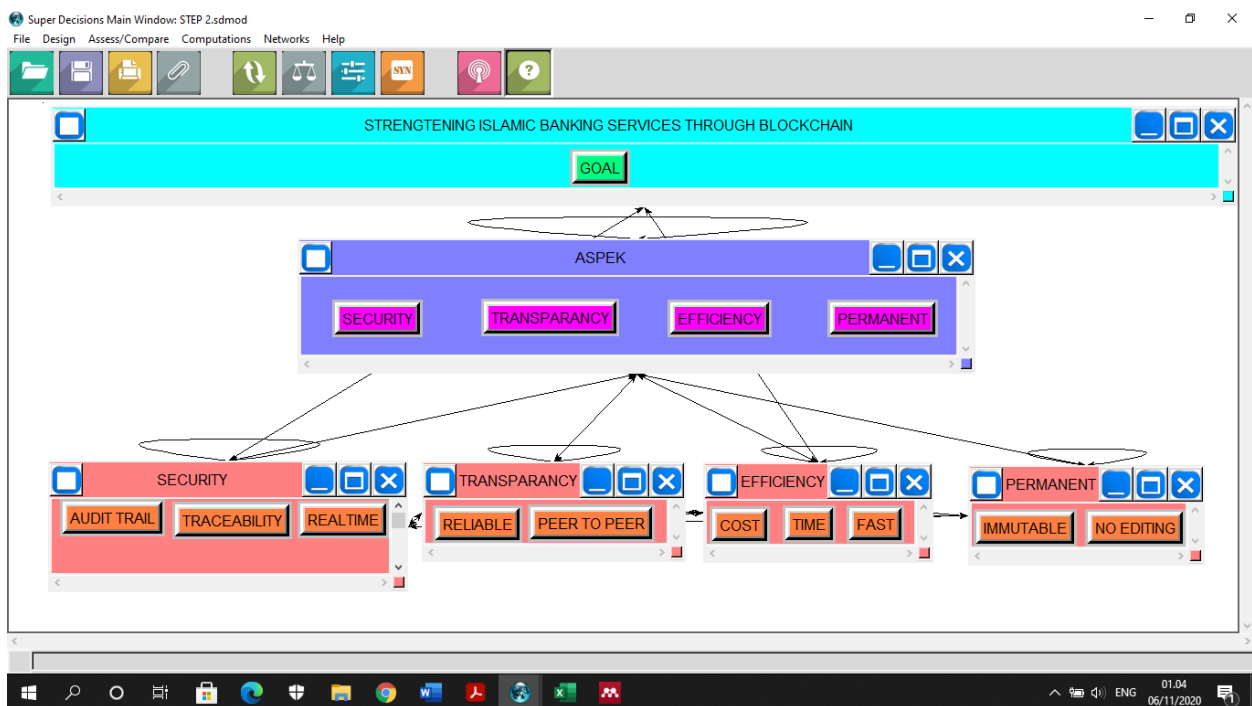 Super Decisions Main Window: STEP 2.sdmod
File Design Assess/Compare Computations Networks Help
SYN
?
STRENGTENING ISLAMIC BANKING SERVICES THROUGH BLOCKCHAIN
GOAL
ASPEK
SECURITY TRANSPARANCY EFFICIENCY PERMANENT
SECURITY TRANSPARANCY EFFICIENCY PERMANENT
AUDIT TRAIL TRACEABILITY REALTIME RELIABLE PEER TO PEER COST TIME FAST IMMUTABLE NO EDITING
ENG
01.04
06/11/2020
1